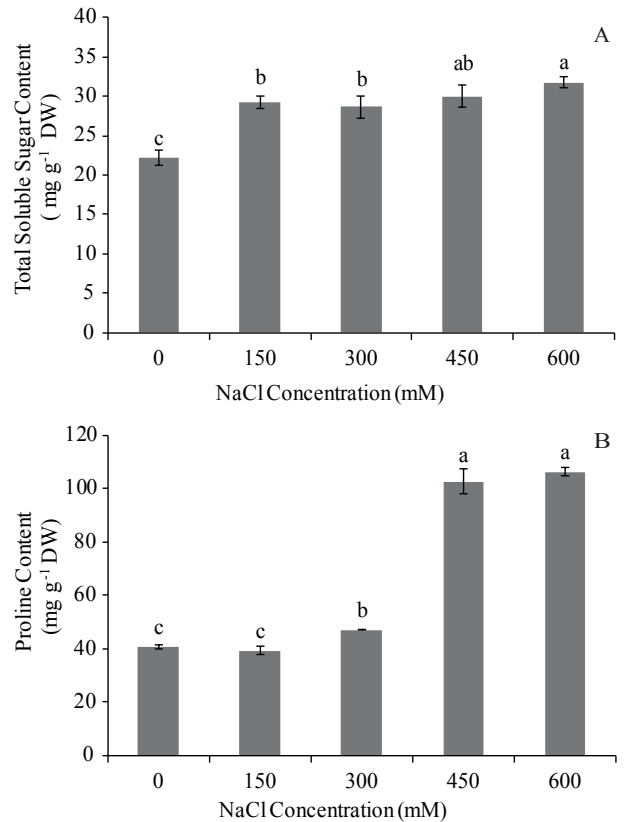 A
Total Soluble Sugar Content
( mg g-1 DW)
40
35
30
25
20
15
10
5
0
c
b
b
ab
a
0 150 300 450 600
NaCl Concentration (mM)
B
Proline Content
(mg g-1 DW)
120
100
80
60
40
20
0
c
c
b
a
a
0 150 300 450 600
NaCl Concentration (mM)